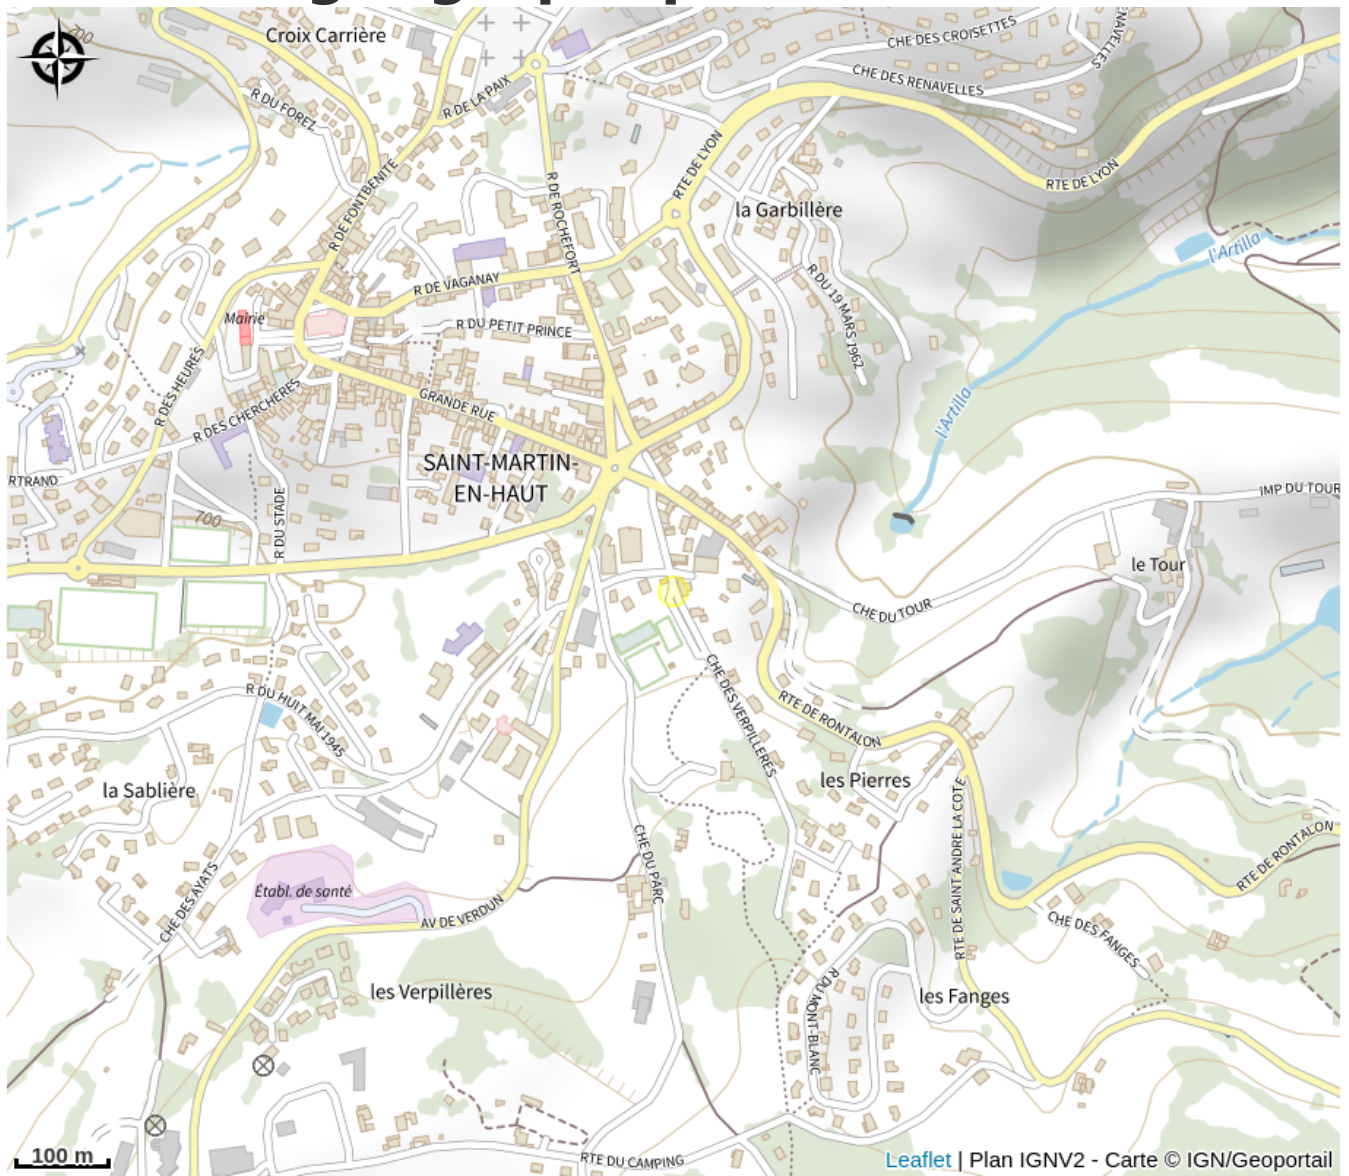 700
Croix Carrière
CHE DES CROISETTES
ENAVELLES
CHE DES RENAVELLES
R DU FOREZ
R DE LA PAIX
RTE DE LYON
RTE DE LYON
R DE FONTBÉNITE
R DE ROCHEFORT
la Garbillère
l'Artilla
R DE VAGANAY
R DU 19 MARS 1962
Mairie
R DU PETIT PRINCE
R DES HEURES
GRANDE RUE
R DES CHERCHERES
l'Artilla
SAINT-MARTIN-
EN-HAUT
RTRAND
IMP DU TOUR
700
R DU STADE
le Tour
CHE DU TOUR
R DU HUIT MAI 1945
CHE DES VERPILLERES
RTE DE RONTALON
la Sablière
les Pierres
CHE DU PARC
RTE DE SAINT ANDRE LA COTE
RTE DE RONTALON
Établ. de santé
CHE DES AYATS
AV DE VERDUN
CHE DES FANGES
les Verpillères
les Fanges
R DU MONT-BLANC
100 m
RTE DU CAMPING
Leaflet | Plan IGNV2 - Carte © IGN/Geoportail